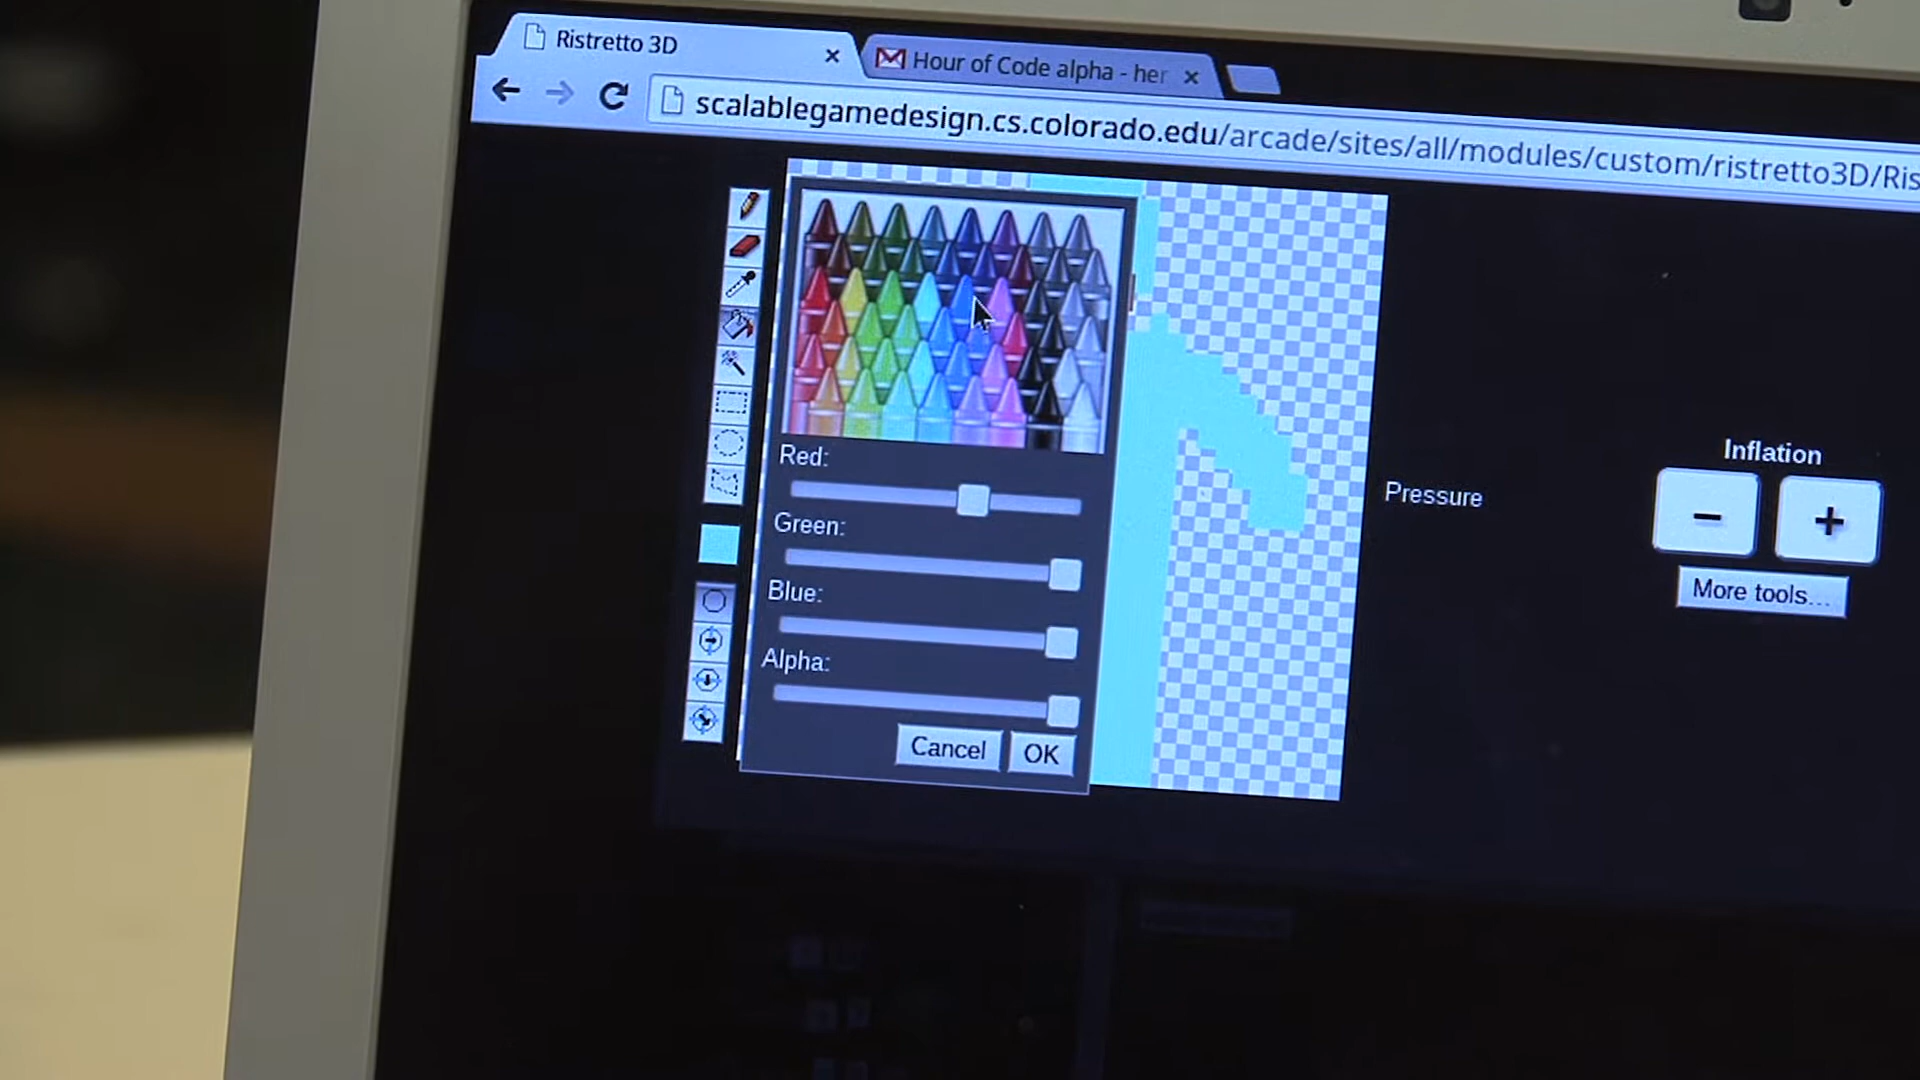 Ristretto 3D
Hour of Code alpha - her
scalablegamedesign.cs.colorado.edu/arcade/sites/all/modules/custom/ristretto3D/Ris
Red:
Green:
Blue:
Alpha:
Cancel
OK
Pressure
Inflation
−
+
More tools...